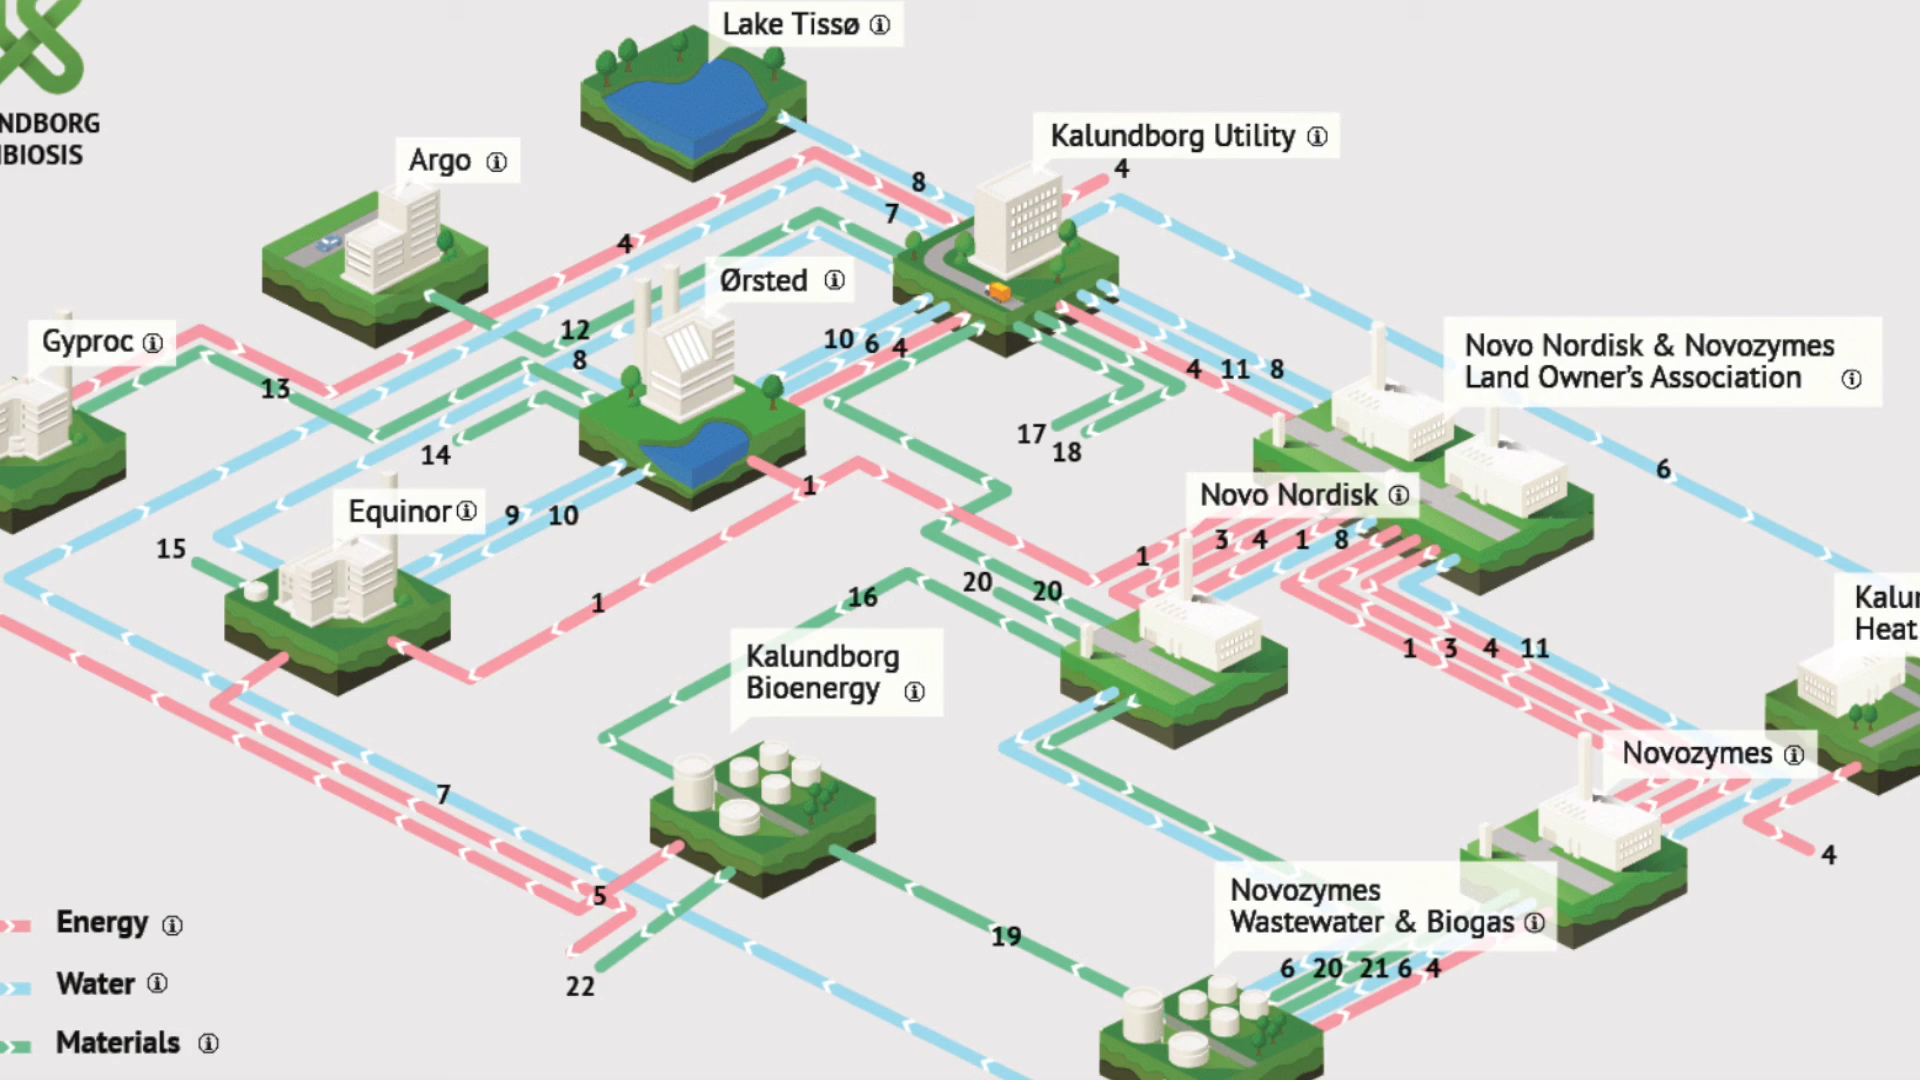 Lake Tissø
NDBORG
BIOSIS
Argo
Kalundborg Utility
4
8
7
4
Ørsted
Gyproc
12
8
10 6 4
13
4 11 8
Novo Nordisk & Novozymes
Land Owner's Association
14
17
18
6
1
Novo Nordisk
Equinor
9 10
15
1 3 4 1 8
16
20
20
1
Kalundborg
Bioenergy
1 3 4 11
Kalun
Heat
7
Novozymes
4
5
Novozymes
Wastewater & Biogas
19
6 20 21 6 4
22
Energy
Water
Materials